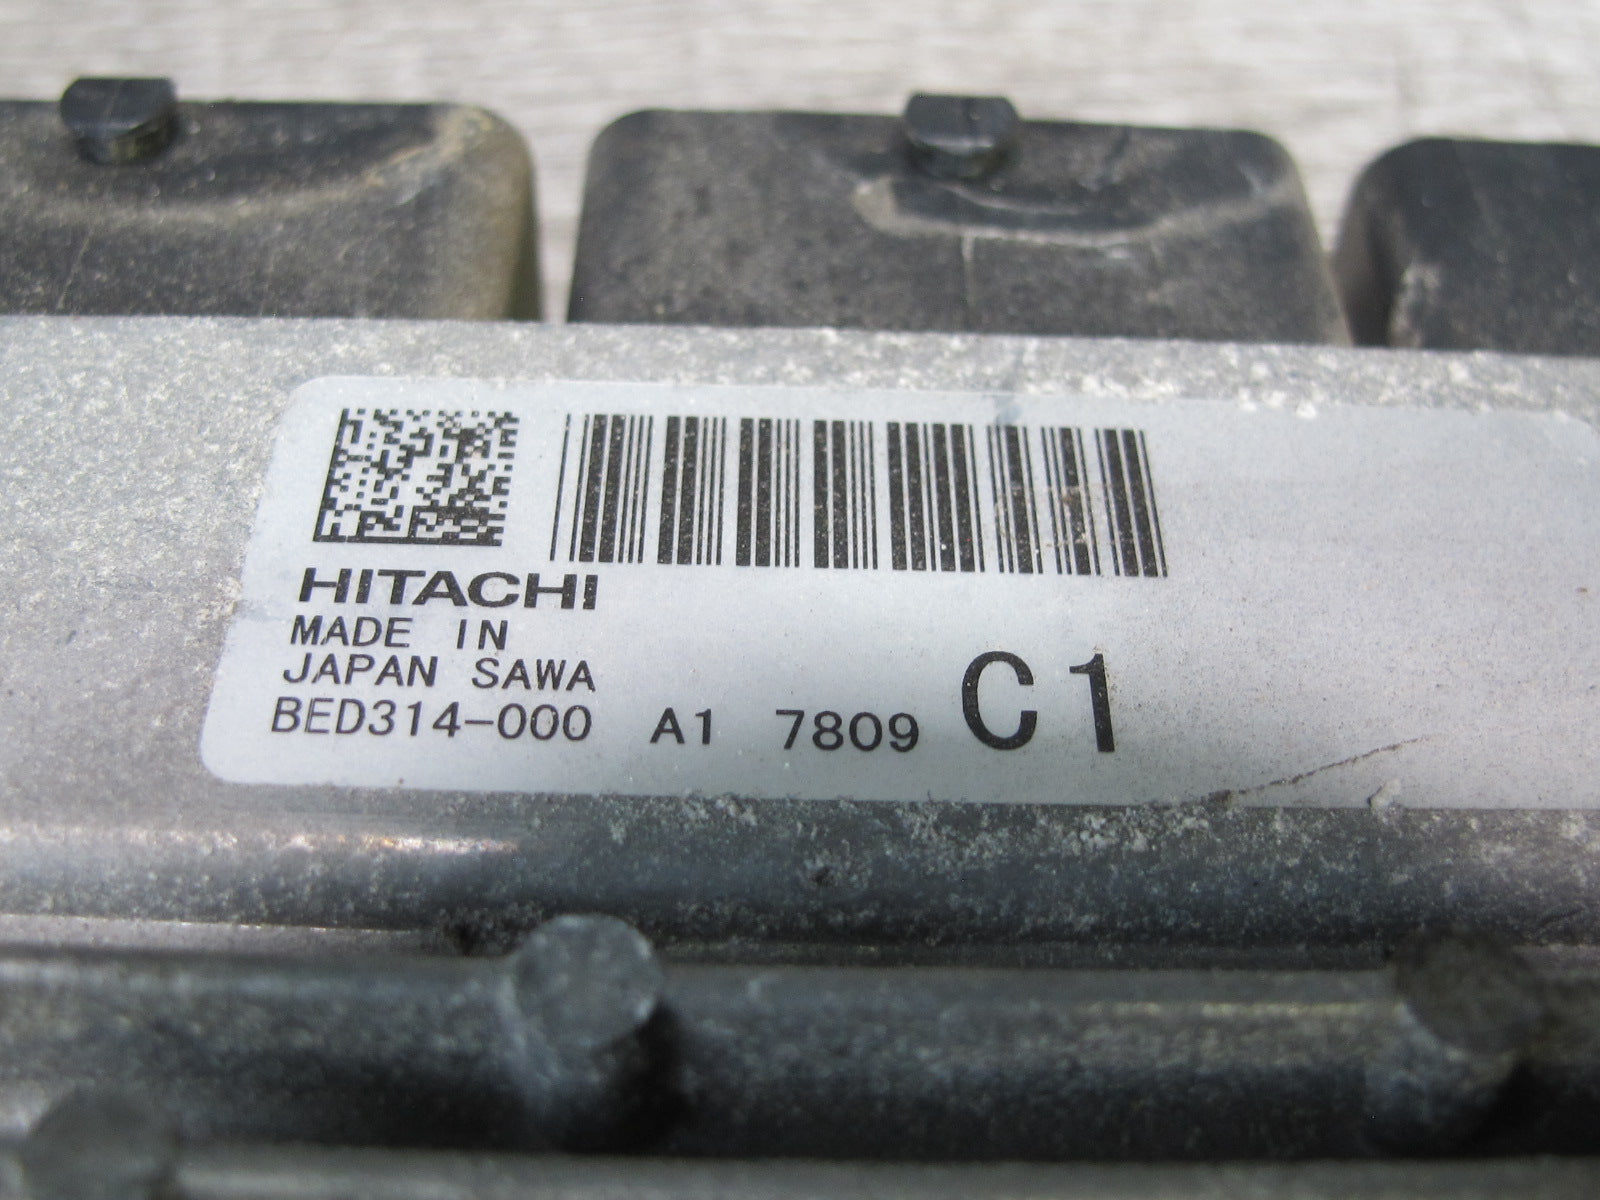 HITACHI
MADE IN
JAPAN SAWA
BED314-000 A1 7809 C1